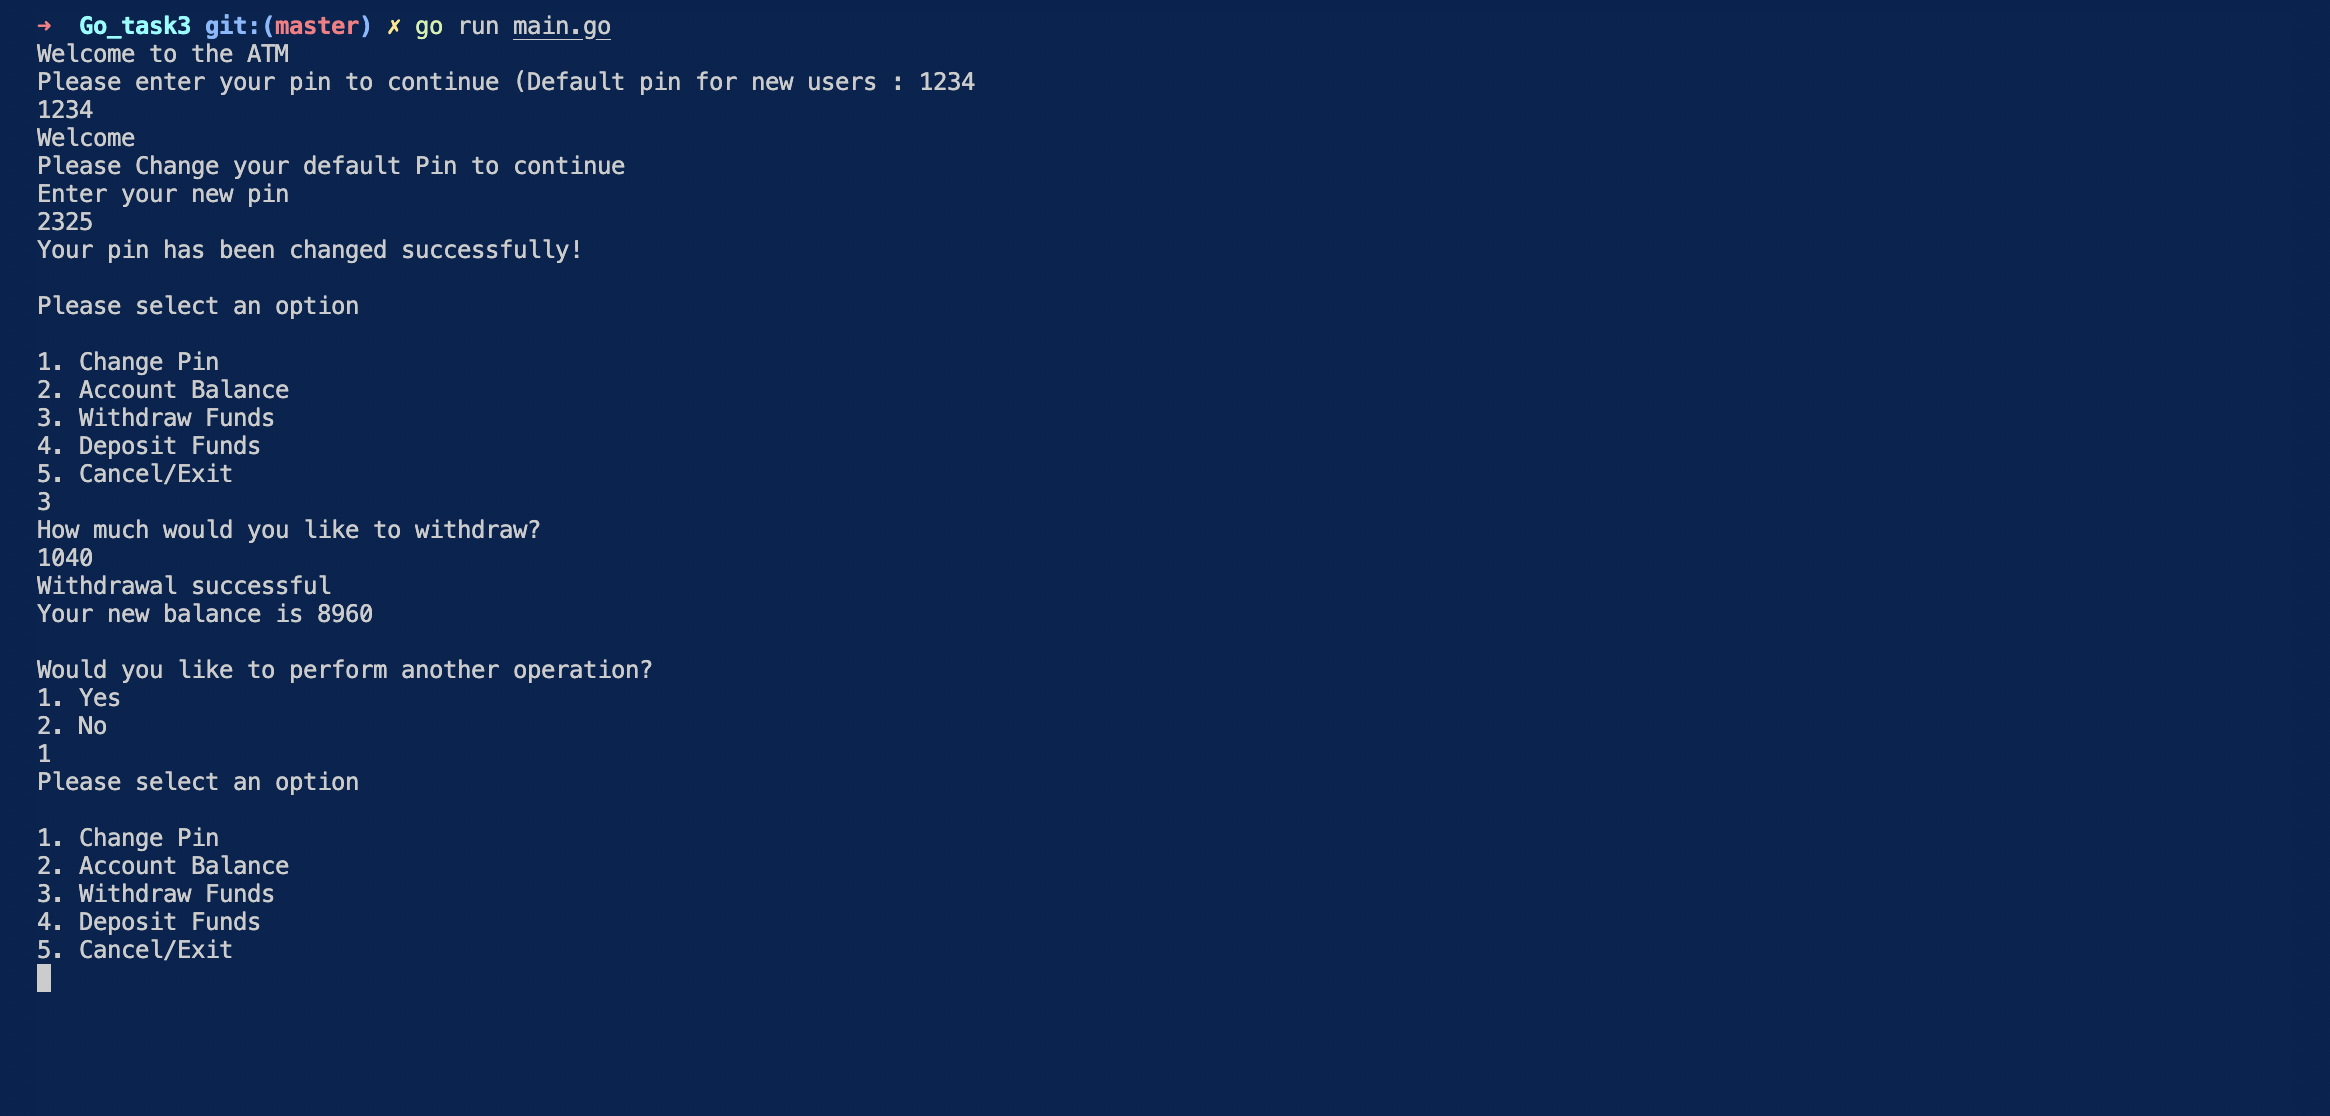 → Go_task3 git:(master) ✗ go run main.go
Welcome to the ATM
Please enter your pin to continue (Default pin for new users : 1234
1234
Welcome
Please Change your default Pin to continue
Enter your new pin
2325
Your pin has been changed successfully!
Please select an option
1. Change Pin
2. Account Balance
3. Withdraw Funds
4. Deposit Funds
5. Cancel/Exit
3
How much would you like to withdraw?
1040
Withdrawal successful
Your new balance is 8960
Would you like to perform another operation?
1. Yes
2. No
1
Please select an option
1. Change Pin
2. Account Balance
3. Withdraw Funds
4. Deposit Funds
5. Cancel/Exit